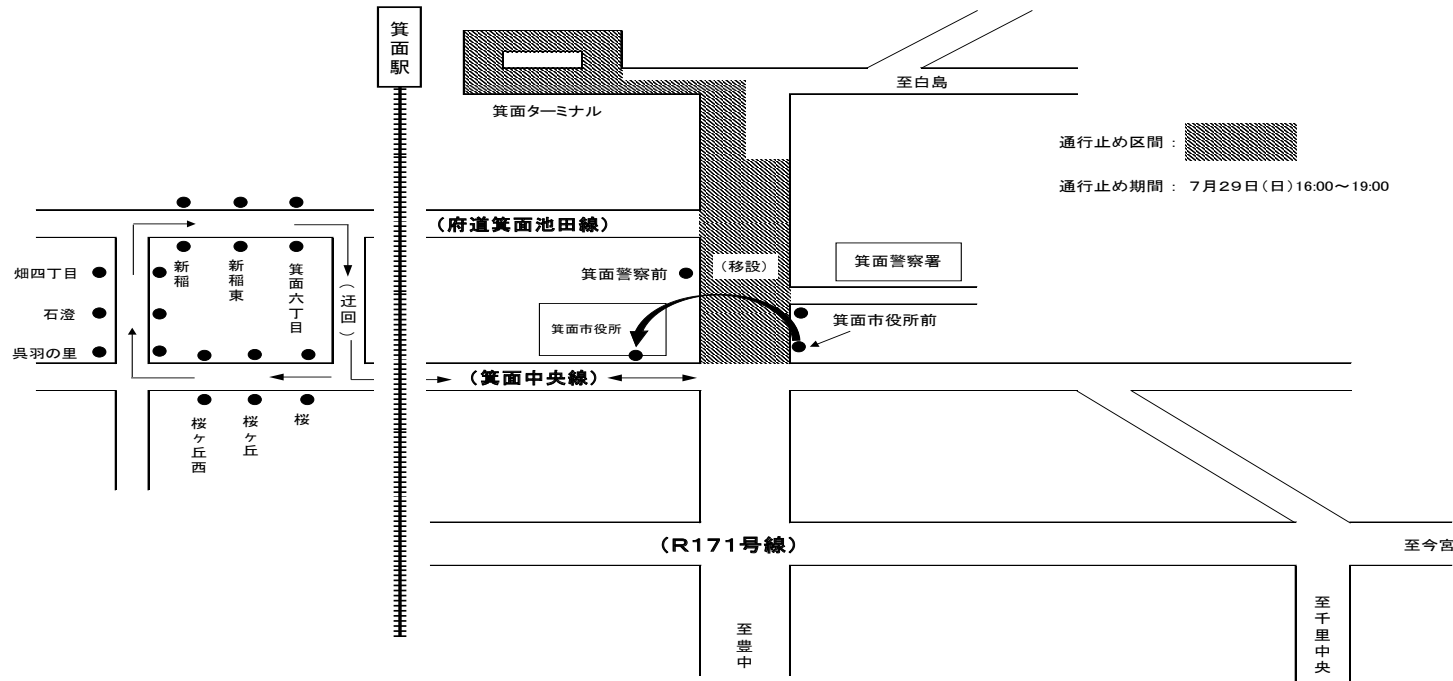 箕面駅
箕面ターミナル
至白島
通行止め区間：
通行止め期間： 7月29日(日)16:00～19:00
(府道箕面池田線)
畑四丁目
石澄
呉羽の里
新稲
新稲東
箕面六丁目
(迂回)
箕面警察前
(移設)
箕面警察署
箕面市役所
箕面市役所前
(箕面中央線)
桜ヶ丘西
桜ヶ丘
桜
(R171号線)
至今宮
至豊中
至千里中央